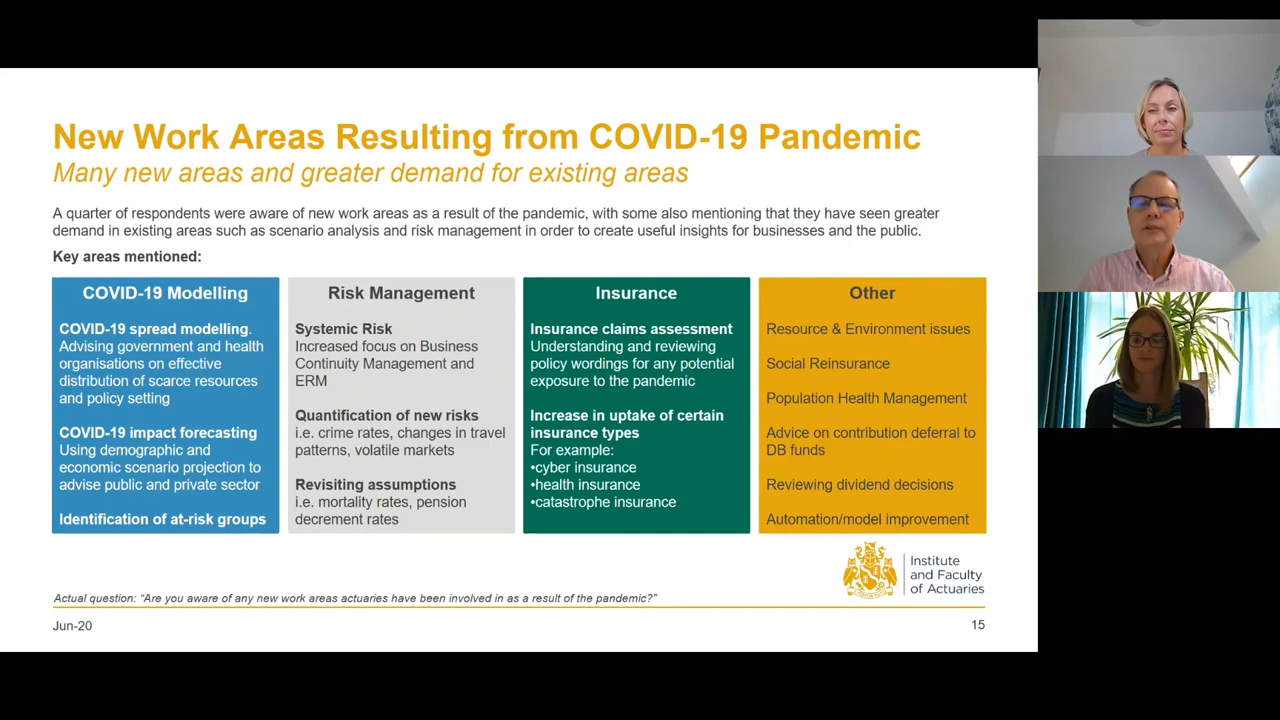 New Work Areas Resulting from COVID-19 Pandemic
Many new areas and greater demand for existing areas
A quarter of respondents were aware of new work areas as a result of the pandemic, with some also mentioning that they have seen greater
demand in existing areas such as scenario analysis and risk management in order to create useful insights for businesses and the public.
Key areas mentioned:
COVID-19 Modelling
COVID-19 spread modelling.
Advising government and health
organisations on effective
distribution of scarce resources
and policy setting
COVID-19 impact forecasting
Using demographic and
economic scenario projection to
advise public and private sector
Identification of at-risk groups
Risk Management
Systemic Risk
Increased focus on Business
Continuity Management and
ERM
Quantification of new risks
i.e. crime rates, changes in travel
patterns, volatile markets
Revisiting assumptions
i.e. mortality rates, pension
decrement rates
Insurance
Insurance claims assessment
Understanding and reviewing
policy wordings for any potential
exposure to the pandemic
Increase in uptake of certain
insurance types
For example:
•cyber insurance
•health insurance
•catastrophe insurance
Other
Resource & Environment issues
Social Reinsurance
Population Health Management
Advice on contribution deferral to
DB funds
Reviewing dividend decisions
Automation/model improvement
Institute
and Faculty
of Actuaries
Actual question: “Are you aware of any new work areas actuaries have been involved in as a result of the pandemic?”
Jun-20
15